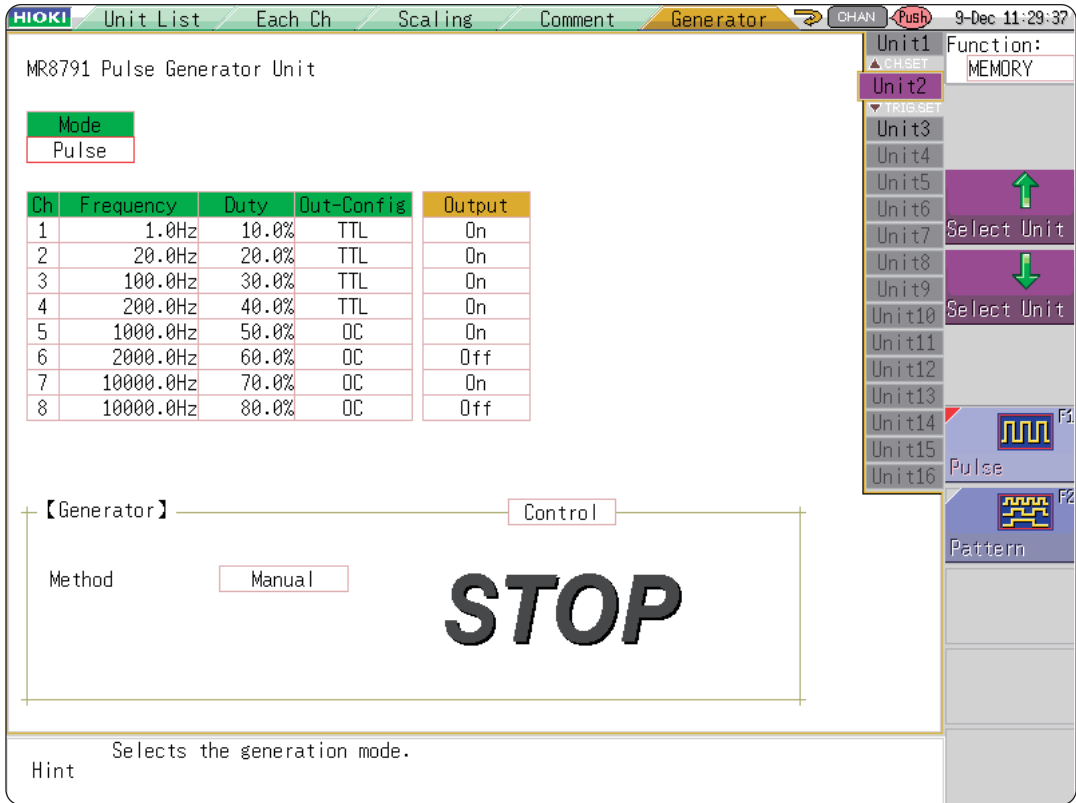 HIOKI Unit List Each Ch Scaling Comment Generator CHAN Push 9-Dec 11:29:37
MR8791 Pulse Generator Unit
Mode
Pulse
Ch Frequency Duty Out-Config Output
1 1.0Hz 10.0% TTL On
2 20.0Hz 20.0% TTL On
3 100.0Hz 30.0% TTL On
4 200.0Hz 40.0% TTL On
5 1000.0Hz 50.0% OC On
6 2000.0Hz 60.0% OC Off
7 10000.0Hz 70.0% OC On
8 10000.0Hz 80.0% OC Off
【Generator】 Control
Method Manual STOP
Hint Selects the generation mode.
Unit1
CH.SET
Unit2
TRIG.SET
Unit3
Unit4
Unit5
Unit6
Unit7
Unit8
Unit9
Unit10
Unit11
Unit12
Unit13
Unit14
Unit15
Unit16
Function:
MEMORY
Select Unit
Select Unit
F1
Pulse
F2
Pattern